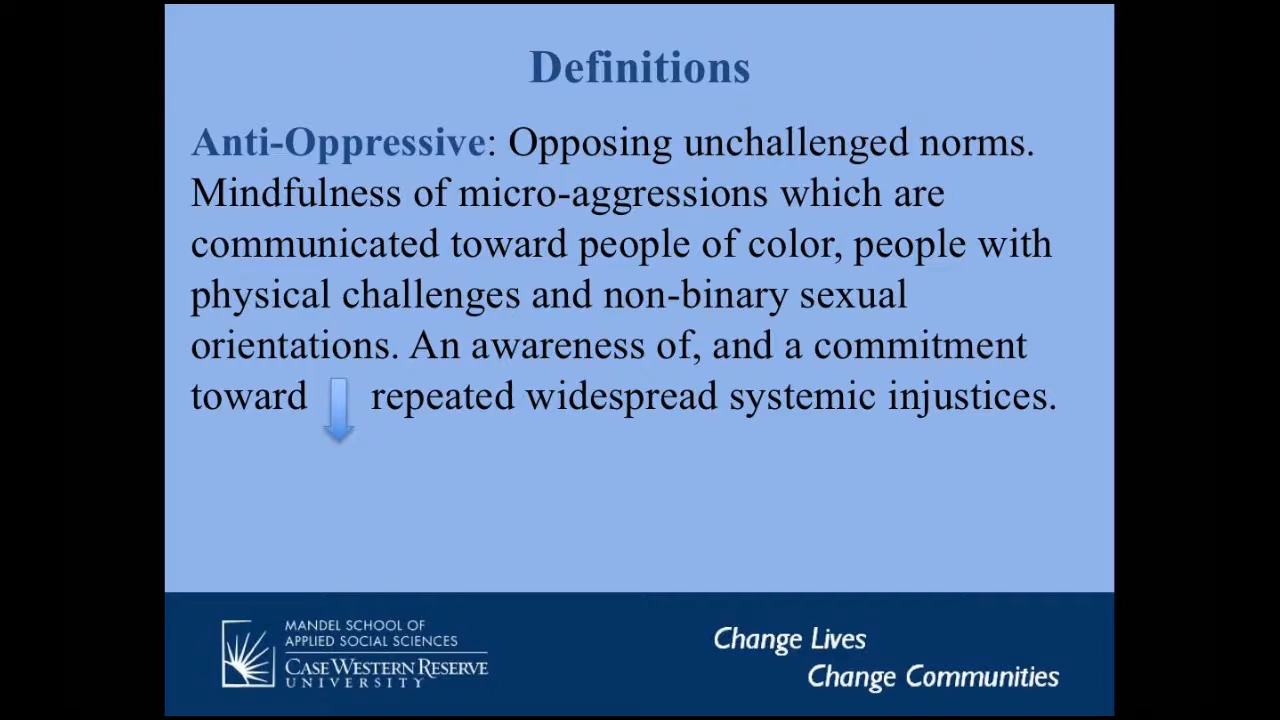 Definitions
Anti-Oppressive: Opposing unchallenged norms.
Mindfulness of micro-aggressions which are
communicated toward people of color, people with
physical challenges and non-binary sexual
orientations. An awareness of, and a commitment
toward repeated widespread systemic injustices.
MANDEL SCHOOL OF
APPLIED SOCIAL SCIENCES
CASE WESTERN RESERVE
UNIVERSITY
Change Lives
Change Communities